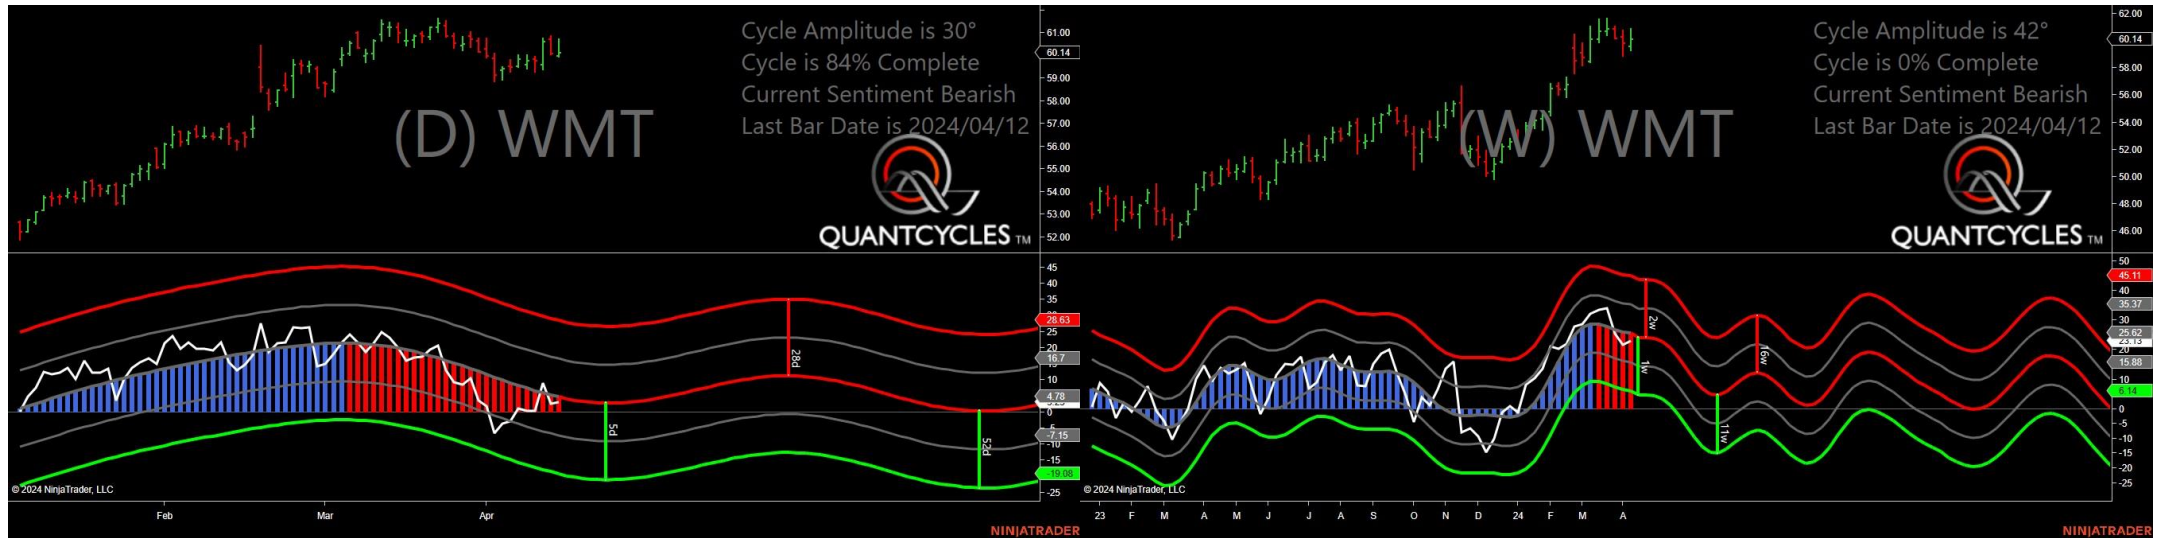 Cycle Amplitude is 30°
Cycle is 84% Complete
Current Sentiment Bearish
Last Bar Date is 2024/04/12
(D) WMT
QUANTCYCLES TM
61.00
60.14
59.00
58.00
57.00
56.00
55.00
54.00
53.00
52.00
45
40
35
28.63
25
20
16.7
10
4.78
0
-7.15
-10
-15
-19.08
-25
5d
28d
52d
© 2024 NinjaTrader, LLC
Feb Mar Apr
NINJATRADER
Cycle Amplitude is 42°
Cycle is 0% Complete
Current Sentiment Bearish
Last Bar Date is 2024/04/12
(W) WMT
QUANTCYCLES TM
62.00
60.14
58.00
56.00
54.00
52.00
50.00
48.00
46.00
50
45.11
40
35.37
25.62
23.13
20
15.88
10
6.14
0
-5
-10
-15
-20
-25
2w
1w
11w
16w
© 2024 NinjaTrader, LLC
23 F M A M J J A S O N D 24 F M A
NINJATRADER